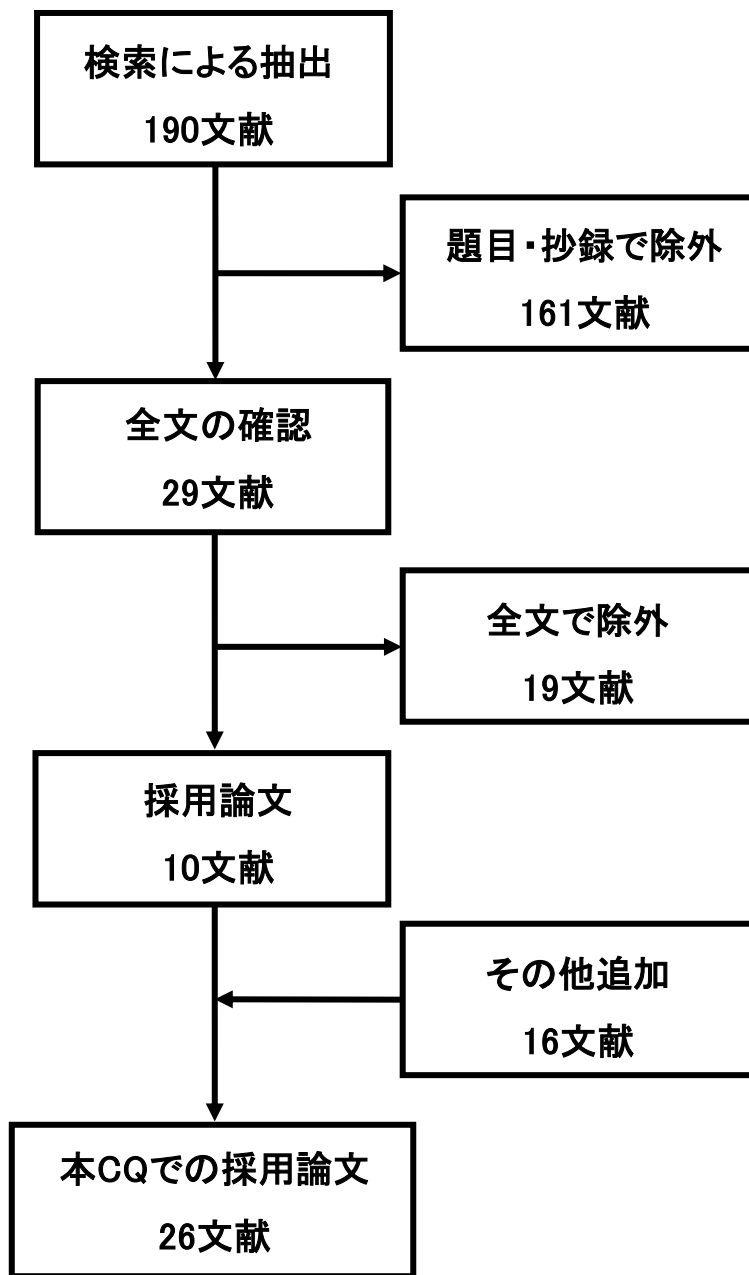 検索による抽出
190文献
題目・抄録で除外
161文献
全文の確認
29文献
全文で除外
19文献
採用論文
10文献
その他追加
16文献
本CQでの採用論文
26文献